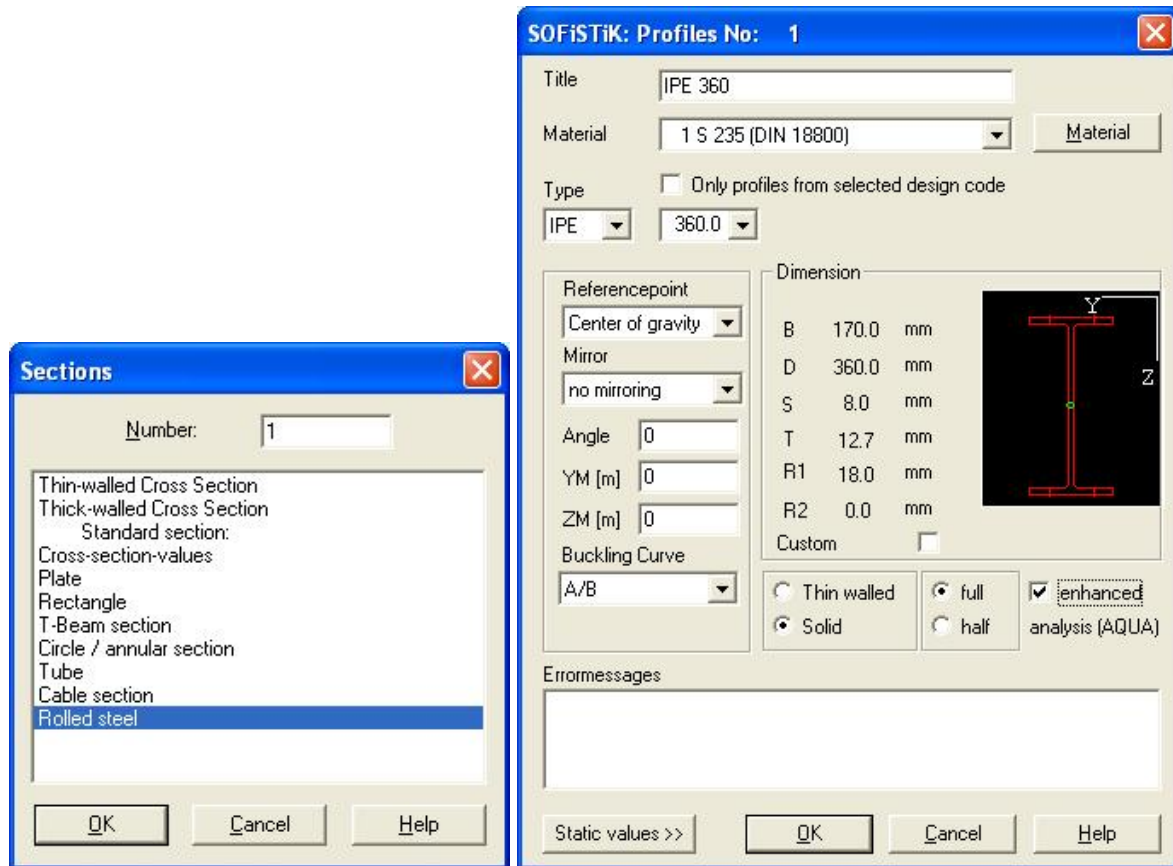 Sections
Number: 1
Thin-walled Cross Section
Thick-walled Cross Section
Standard section:
Cross-section-values
Plate
Rectangle
T-Beam section
Circle / annular section
Tube
Cable section
Rolled steel
OK Cancel Help
SOFiSTiK: Profiles No: 1
Title IPE 360
Material 1 S 235 (DIN 18800) Material
Type Only profiles from selected design code
IPE 360.0
Referencepoint
Center of gravity
Mirror
no mirroring
Angle 0
YM [m] 0
ZM [m] 0
Buckling Curve
A/B
Dimension
B 170.0 mm
D 360.0 mm
S 8.0 mm
T 12.7 mm
R1 18.0 mm
R2 0.0 mm
Custom
Y
Z
Thin walled full enhanced
Solid half analysis (AQUA)
Errormessages
Static values >> OK Cancel Help